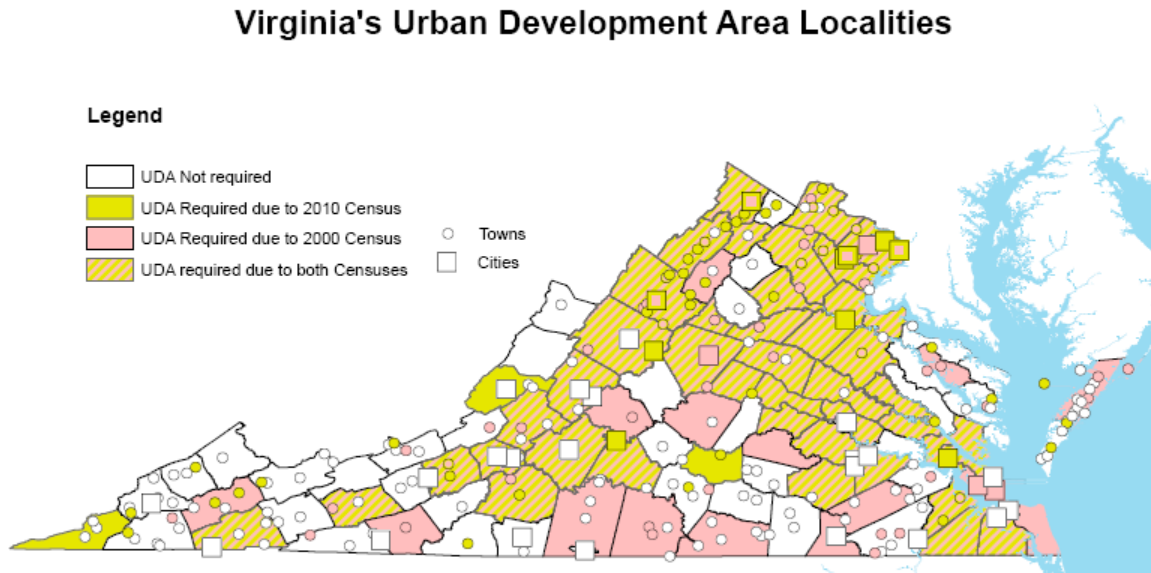 Virginia's Urban Development Area Localities
Legend
UDA Not required
UDA Required due to 2010 Census
UDA Required due to 2000 Census
UDA required due to both Censuses
Towns
Cities